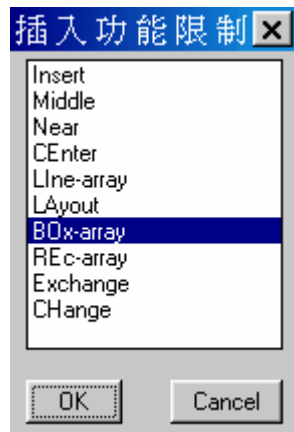 插入功能限制
Insert
Middle
Near
CEnter
LIne-array
LAyout
BOx-array
REc-array
Exchange
CHange
OK Cancel